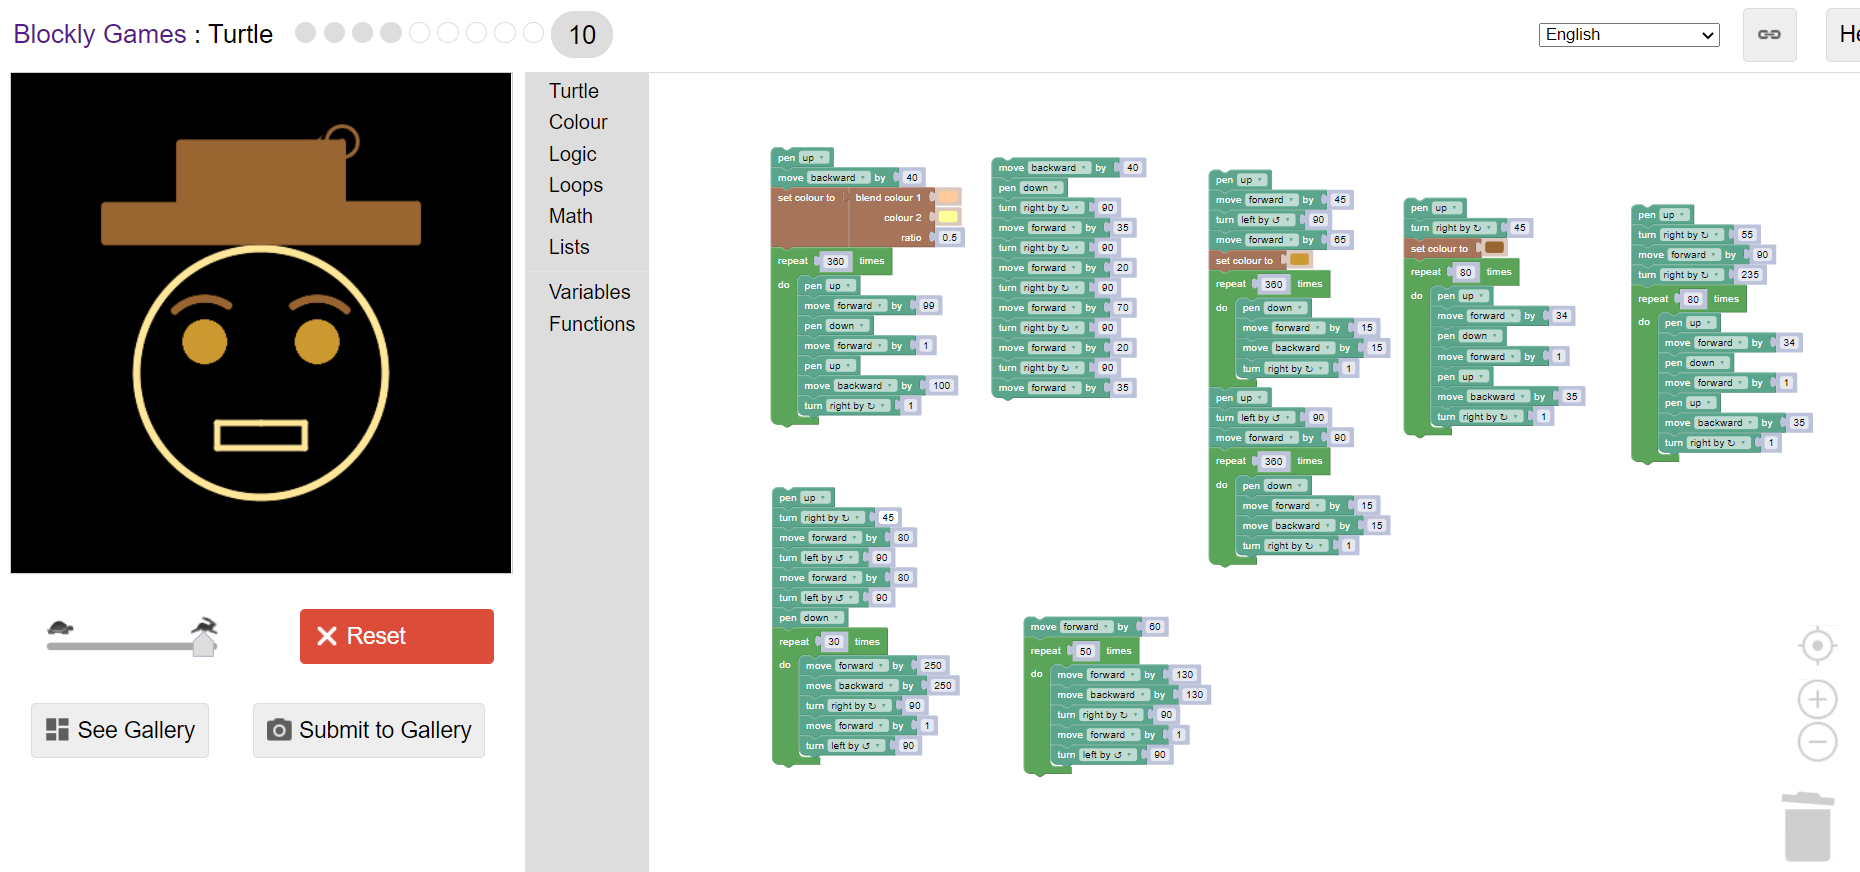 Blockly Games : Turtle
10
English
He
Turtle
Colour
Logic
Loops
Math
Lists
Variables
Functions
Reset
See Gallery
Submit to Gallery
pen up
move backward by 40
set colour to blend colour 1
colour 2
ratio 0.5
repeat 360 times
do pen up
move forward by 99
pen down
move forward by 1
pen up
move backward by 100
turn right by ↻ 1
move backward by 40
pen down
turn right by ↻ 90
move forward by 35
turn right by ↻ 90
move forward by 20
turn right by ↻ 90
move forward by 70
turn right by ↻ 90
move forward by 20
turn right by ↻ 90
move forward by 35
pen up
move forward by 45
turn left by ↺ 90
move forward by 65
set colour to
repeat 360 times
do pen down
move forward by 15
move backward by 15
turn right by ↻ 1
pen up
turn left by ↺ 90
move forward by 90
repeat 360 times
do pen down
move forward by 15
move backward by 15
turn right by ↻ 1
pen up
turn right by ↻ 45
set colour to
repeat 80 times
do pen up
move forward by 34
pen down
move forward by 1
pen up
move backward by 35
turn right by ↻ 1
pen up
turn right by ↻ 55
move forward by 90
turn right by ↻ 235
repeat 80 times
do pen up
move forward by 34
pen down
move forward by 1
pen up
move backward by 35
turn right by ↻ 1
pen up
turn right by ↻ 45
move forward by 80
turn left by ↺ 90
move forward by 80
turn left by ↺ 90
pen down
repeat 30 times
do move forward by 250
move backward by 250
turn right by ↻ 90
move forward by 1
turn left by ↺ 90
move forward by 60
repeat 50 times
do move forward by 130
move backward by 130
turn right by ↻ 90
move forward by 1
turn left by ↺ 90